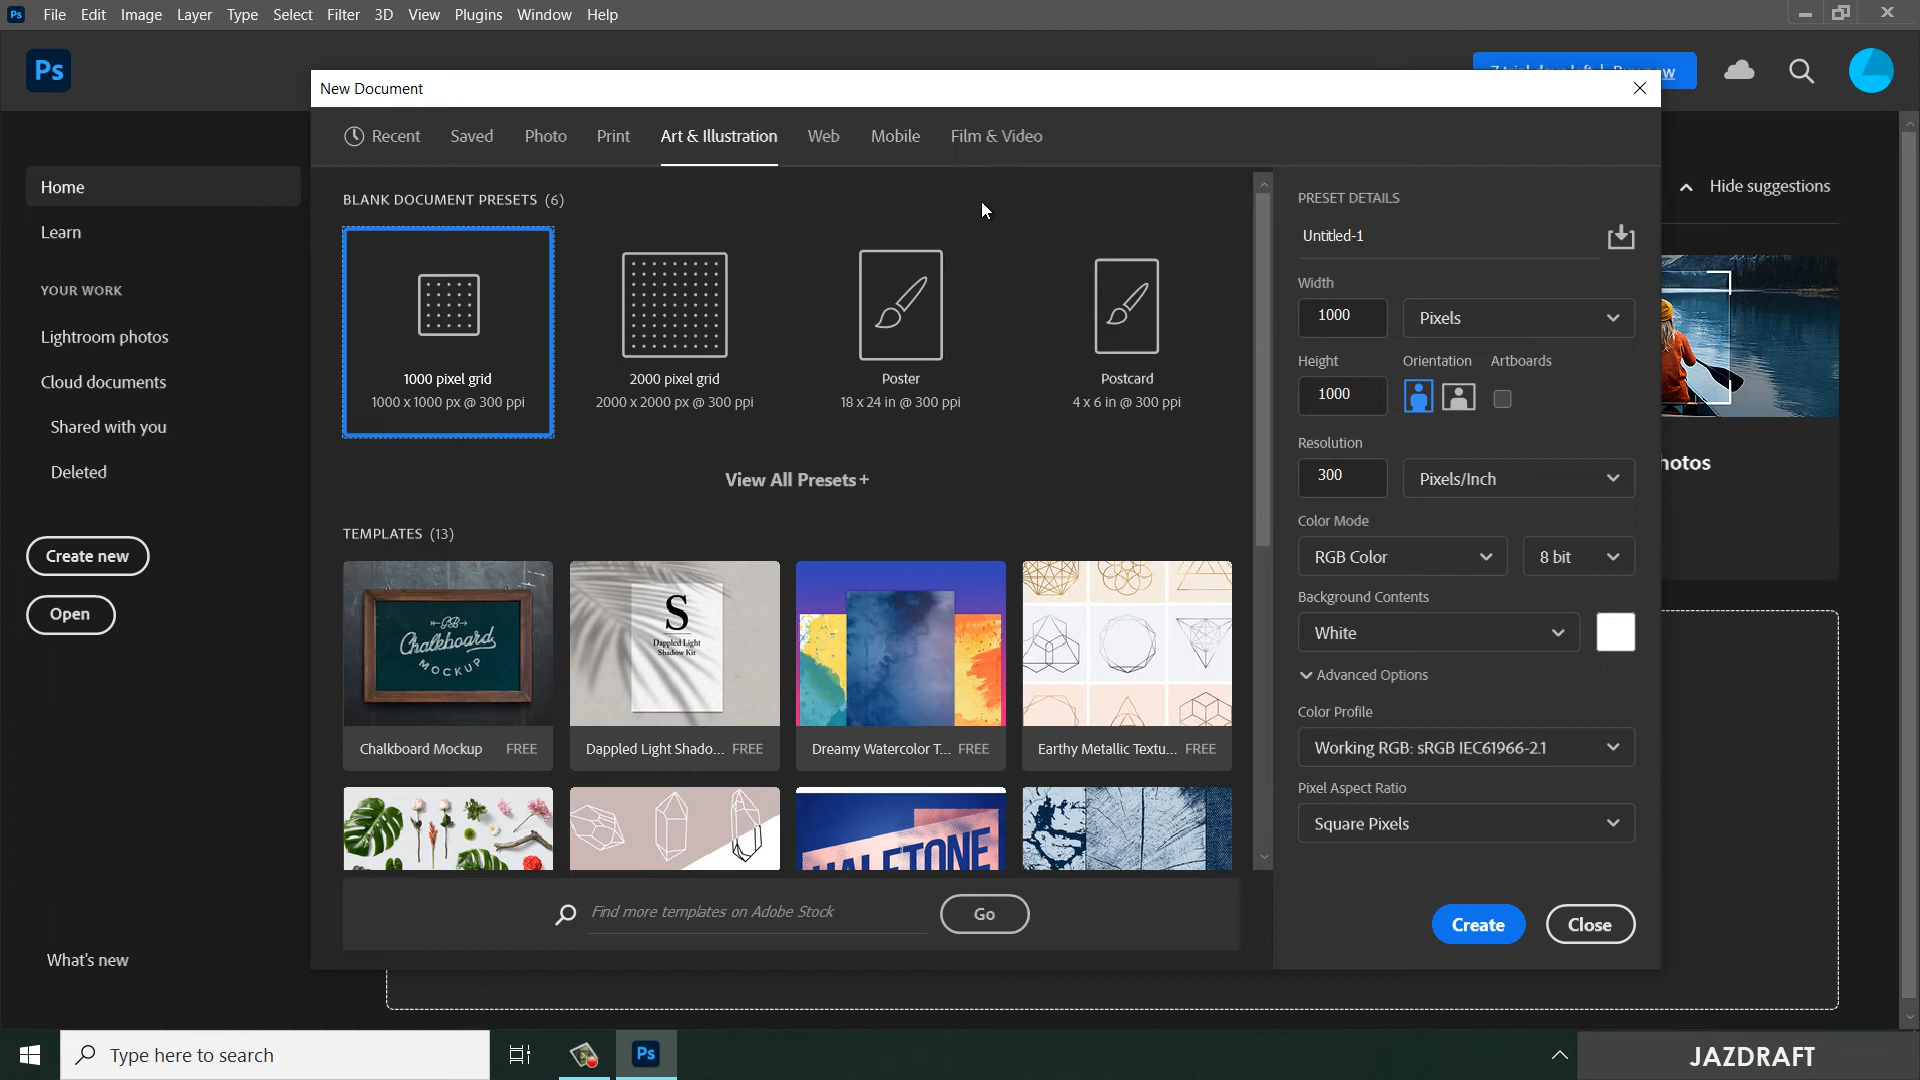 Ps File Edit Image Layer Type Select Filter 3D View Plugins Window Help
Ps
New Document
Recent Saved Photo Print Art & Illustration Web Mobile Film & Video
Home
Learn
YOUR WORK
Lightroom photos
Cloud documents
Shared with you
Deleted
Create new
Open
What's new
BLANK DOCUMENT PRESETS (6)
1000 pixel grid
1000 x 1000 px @ 300 ppi
2000 pixel grid
2000 x 2000 px @ 300 ppi
Poster
18 x 24 in @ 300 ppi
Postcard
4 x 6 in @ 300 ppi
View All Presets+
TEMPLATES (13)
Chalkboard
MOCKUP
S
Dappled Light
Shadow Kit
Chalkboard Mockup FREE
Dappled Light Shado... FREE
Dreamy Watercolor T... FREE
Earthy Metallic Textu... FREE
HALFTONE
Find more templates on Adobe Stock
Go
PRESET DETAILS
Untitled-1
Width
1000 Pixels
Height Orientation Artboards
1000
Resolution
300 Pixels/Inch
Color Mode
RGB Color 8 bit
Background Contents
White
Advanced Options
Color Profile
Working RGB: sRGB IEC61966-2.1
Pixel Aspect Ratio
Square Pixels
Create Close
Hide suggestions
hotos
Type here to search
Ps
JAZDRAFT